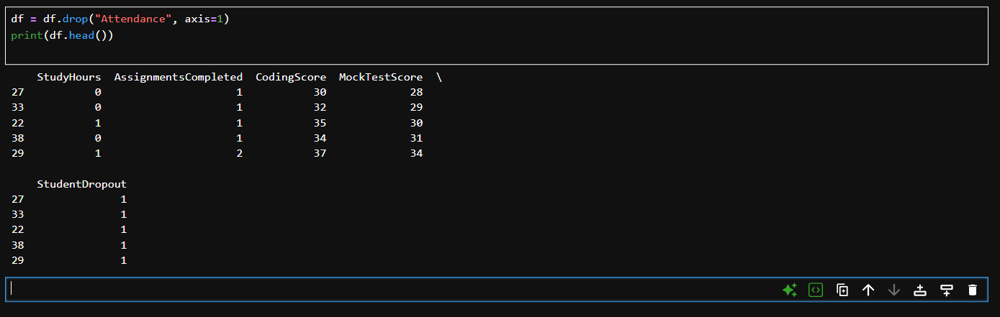 df = df.drop("Attendance", axis=1)
print(df.head())
StudyHours AssignmentsCompleted CodingScore MockTestScore \
27 0 1 30 28
33 0 1 32 29
22 1 1 35 30
38 0 1 34 31
29 1 2 37 34
StudentDropout
27 1
33 1
22 1
38 1
29 1